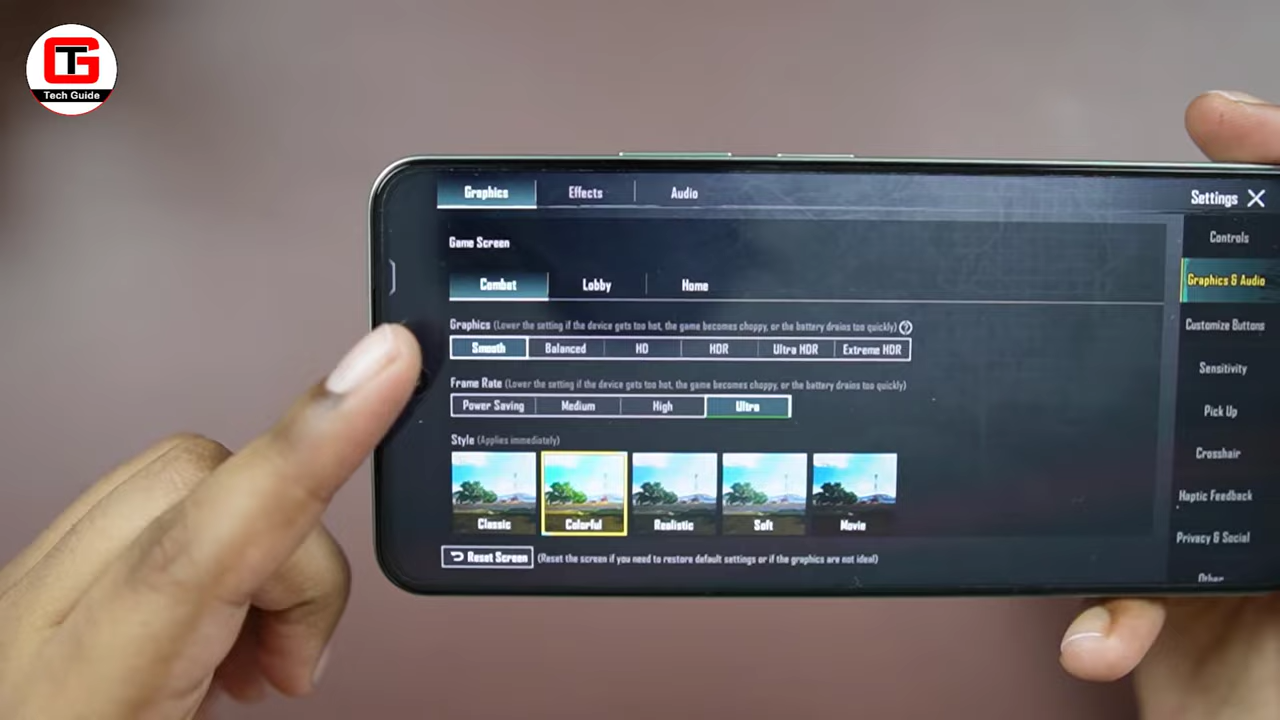 TG
Tech Guide
Graphics Effects Audio
Settings
Game Screen
Controls
Combat Lobby Home
Graphics & Audio
Graphics (Lower the setting if the device gets too hot, the game becomes choppy, or the battery drains too quickly) ?
Customize Buttons
Smooth Balanced HD HDR Ultra HDR Extreme HDR
Sensitivity
Frame Rate (Lower the setting if the device gets too hot, the game becomes choppy, or the battery drains too quickly)
Power Saving Medium High Ultra
Pick Up
Style (Applies immediately)
Crosshair
Haptic Feedback
Classic Colorful Realistic Soft Movie
Privacy & Social
Reset Screen (Reset the screen if you need to restore default settings or if the graphics are not ideal)
Other